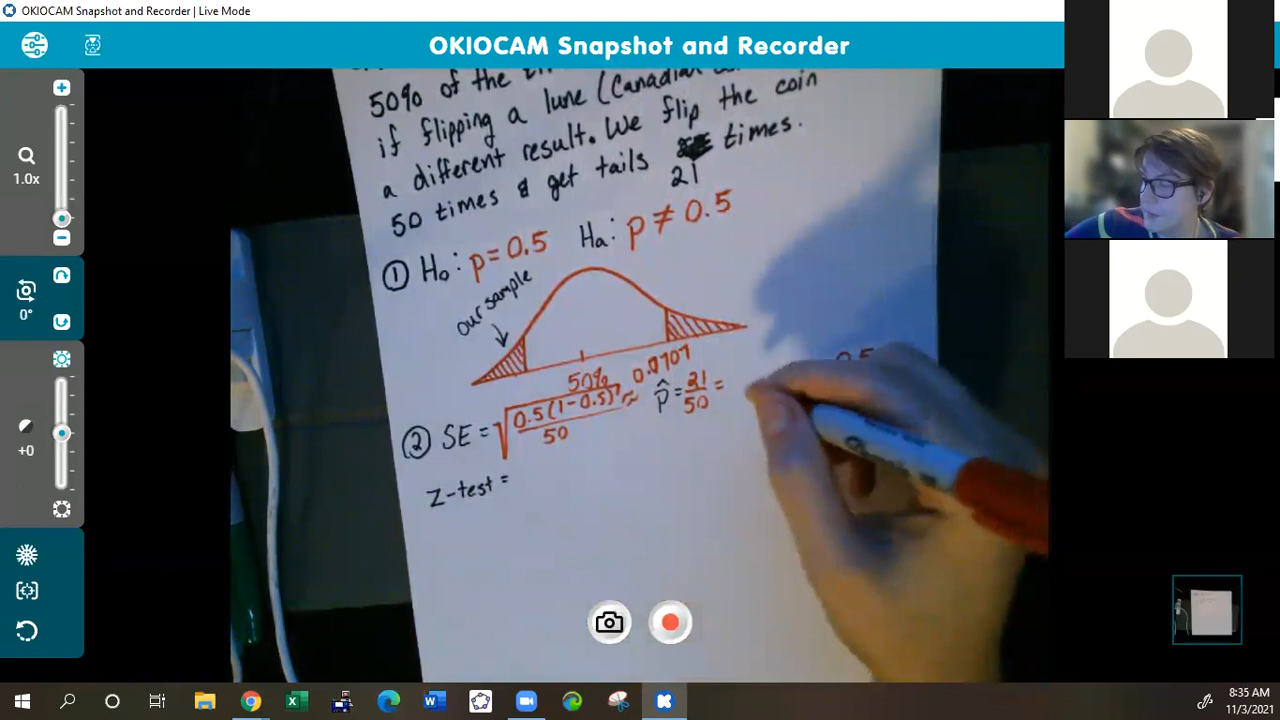 OKIOCAM Snapshot and Recorder | Live Mode
OKIOCAM Snapshot and Recorder
1.0x
0°
+0
50% of the
if flipping a lune (Canadian
a different result. We flip the coin
50 times & get tails times.
21
① H₀: p = 0.5 Hₐ: p ≠ 0.5
our sample
50%
② SE = √(0.5(1-0.5)/50) ≈ 0.0707 p̂ = 21/50 =
0.5
Z-test =
8:35 AM
11/3/2021